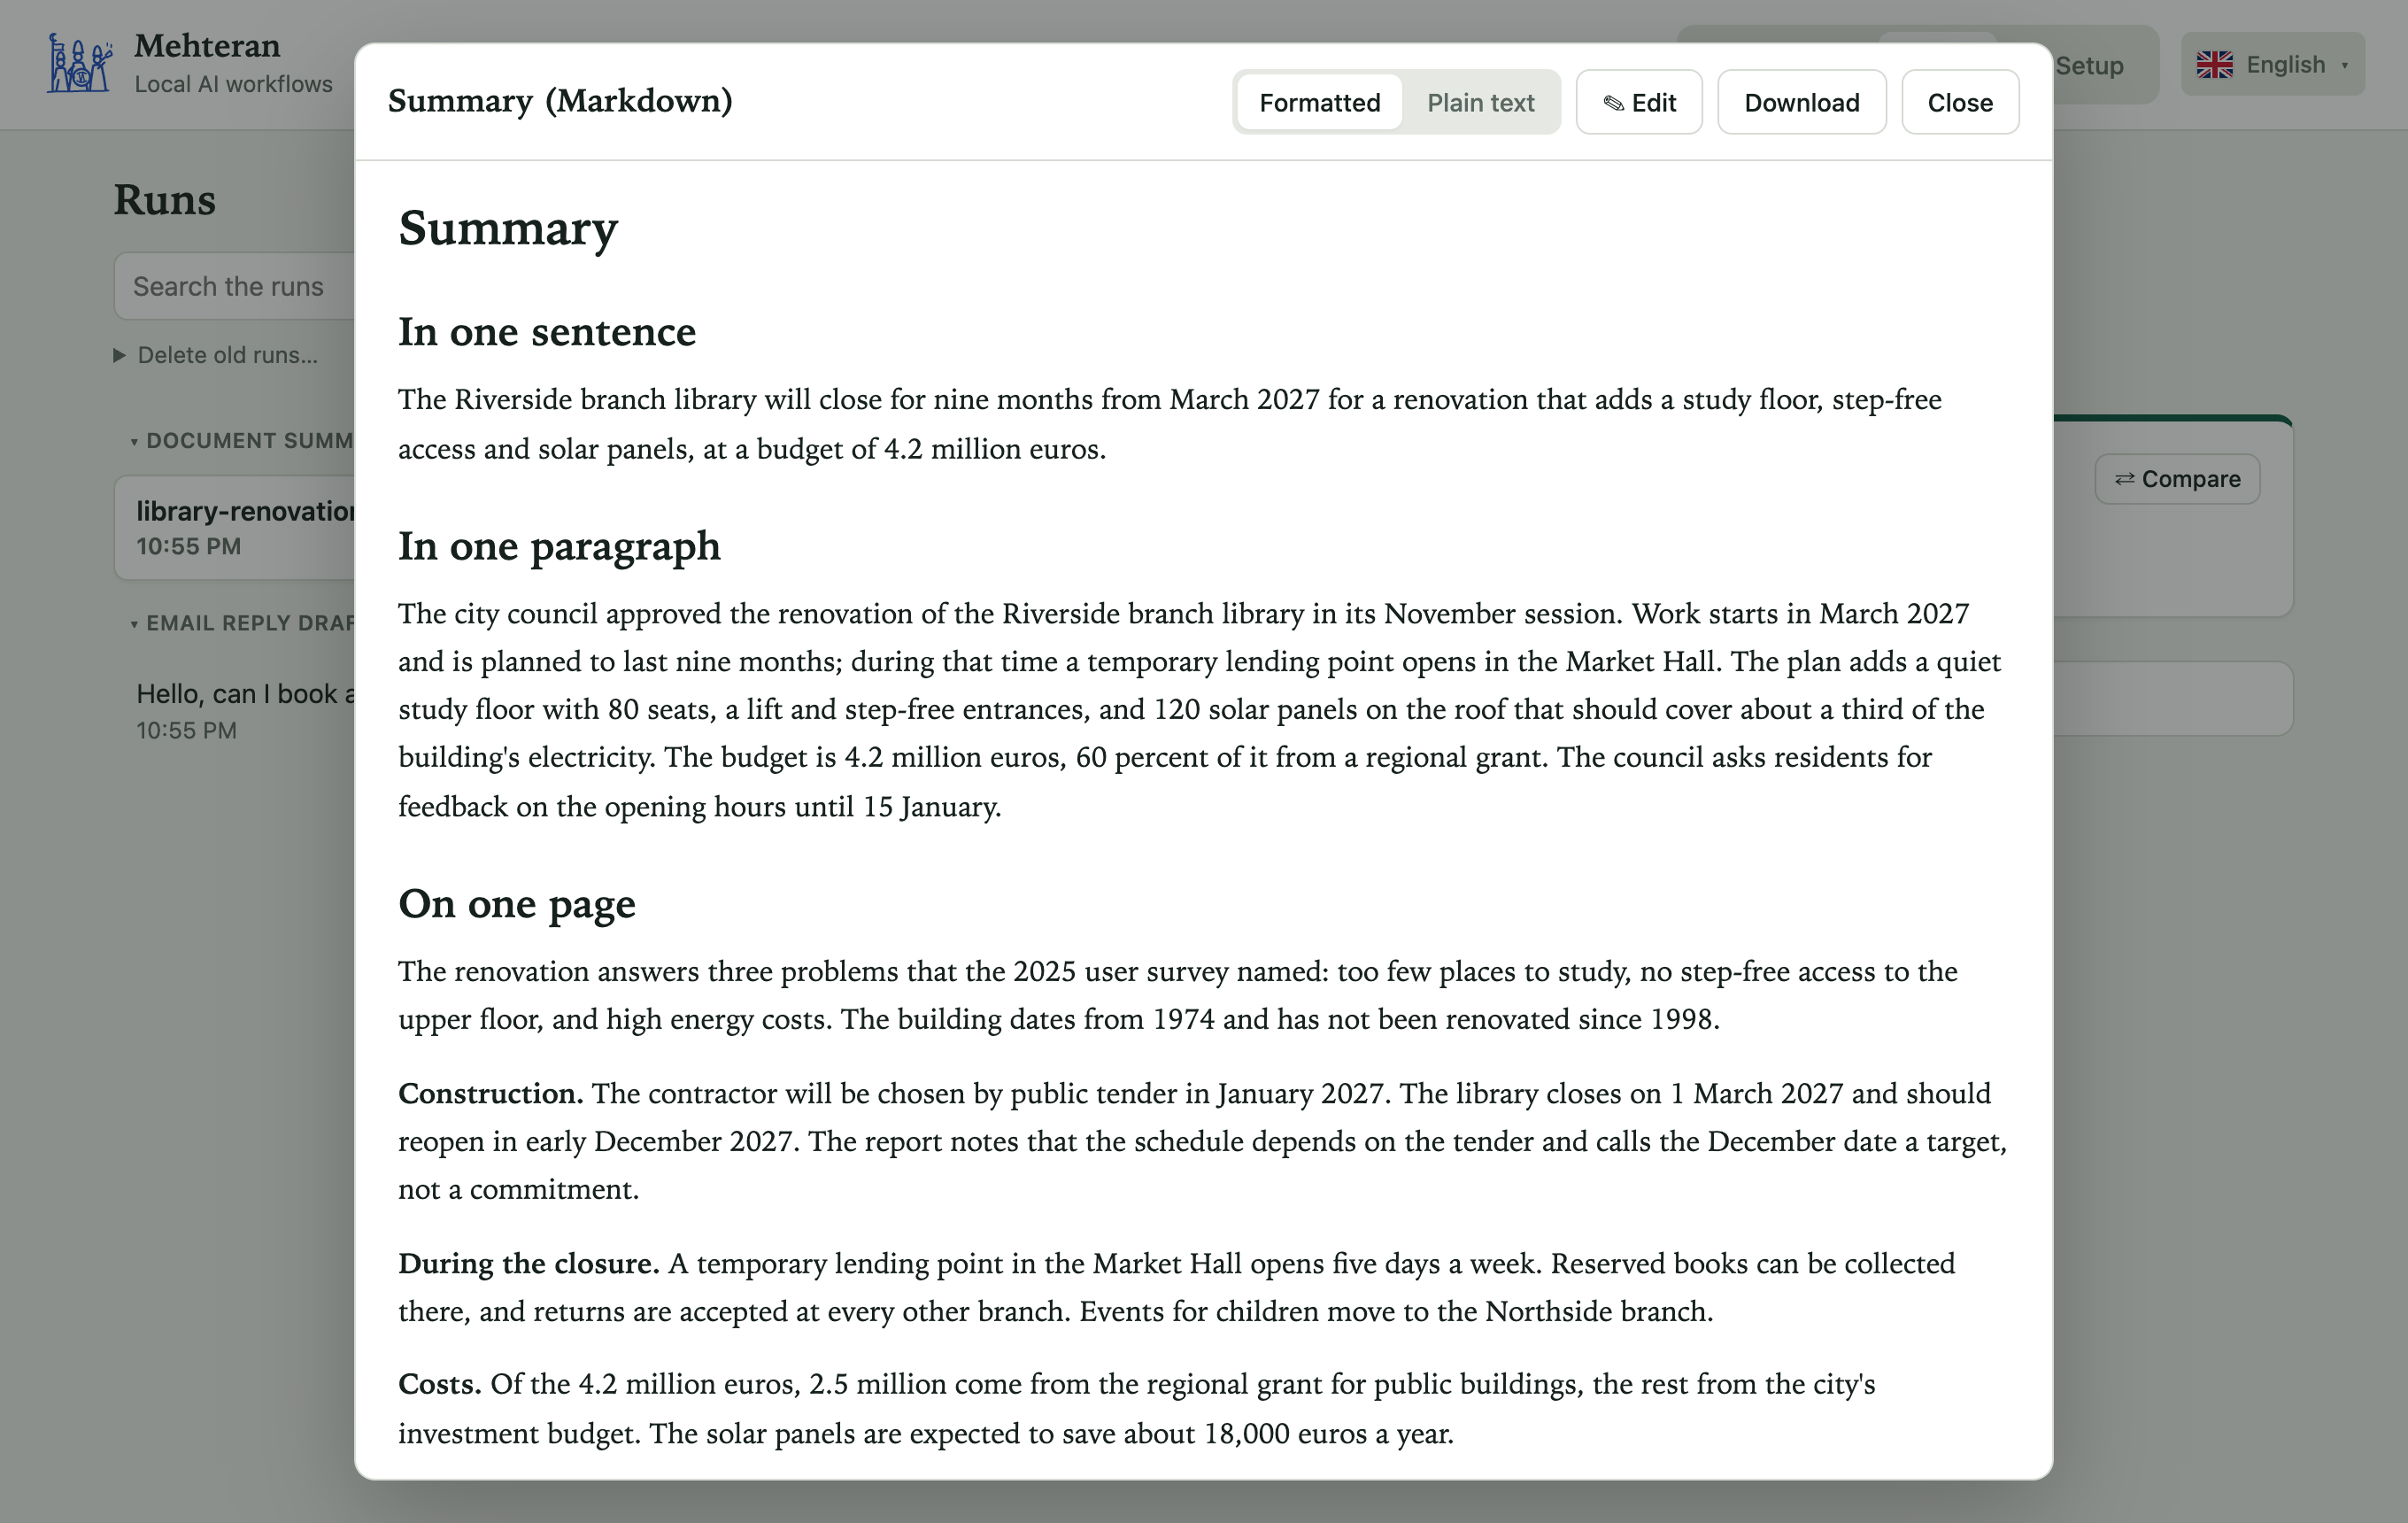 Mehteran
Local AI workflows
Setup
English
Runs
Search the runs
Delete old runs...
DOCUMENT SUMM
library-renovation
10:55 PM
EMAIL REPLY DRAF
Hello, can I book a
10:55 PM
Compare
Summary (Markdown)
Formatted
Plain text
Edit
Download
Close
Summary
In one sentence
The Riverside branch library will close for nine months from March 2027 for a renovation that adds a study floor, step-free
access and solar panels, at a budget of 4.2 million euros.
In one paragraph
The city council approved the renovation of the Riverside branch library in its November session. Work starts in March 2027
and is planned to last nine months; during that time a temporary lending point opens in the Market Hall. The plan adds a quiet
study floor with 80 seats, a lift and step-free entrances, and 120 solar panels on the roof that should cover about a third of the
building's electricity. The budget is 4.2 million euros, 60 percent of it from a regional grant. The council asks residents for
feedback on the opening hours until 15 January.
On one page
The renovation answers three problems that the 2025 user survey named: too few places to study, no step-free access to the
upper floor, and high energy costs. The building dates from 1974 and has not been renovated since 1998.
Construction. The contractor will be chosen by public tender in January 2027. The library closes on 1 March 2027 and should
reopen in early December 2027. The report notes that the schedule depends on the tender and calls the December date a target,
not a commitment.
During the closure. A temporary lending point in the Market Hall opens five days a week. Reserved books can be collected
there, and returns are accepted at every other branch. Events for children move to the Northside branch.
Costs. Of the 4.2 million euros, 2.5 million come from the regional grant for public buildings, the rest from the city's
investment budget. The solar panels are expected to save about 18,000 euros a year.